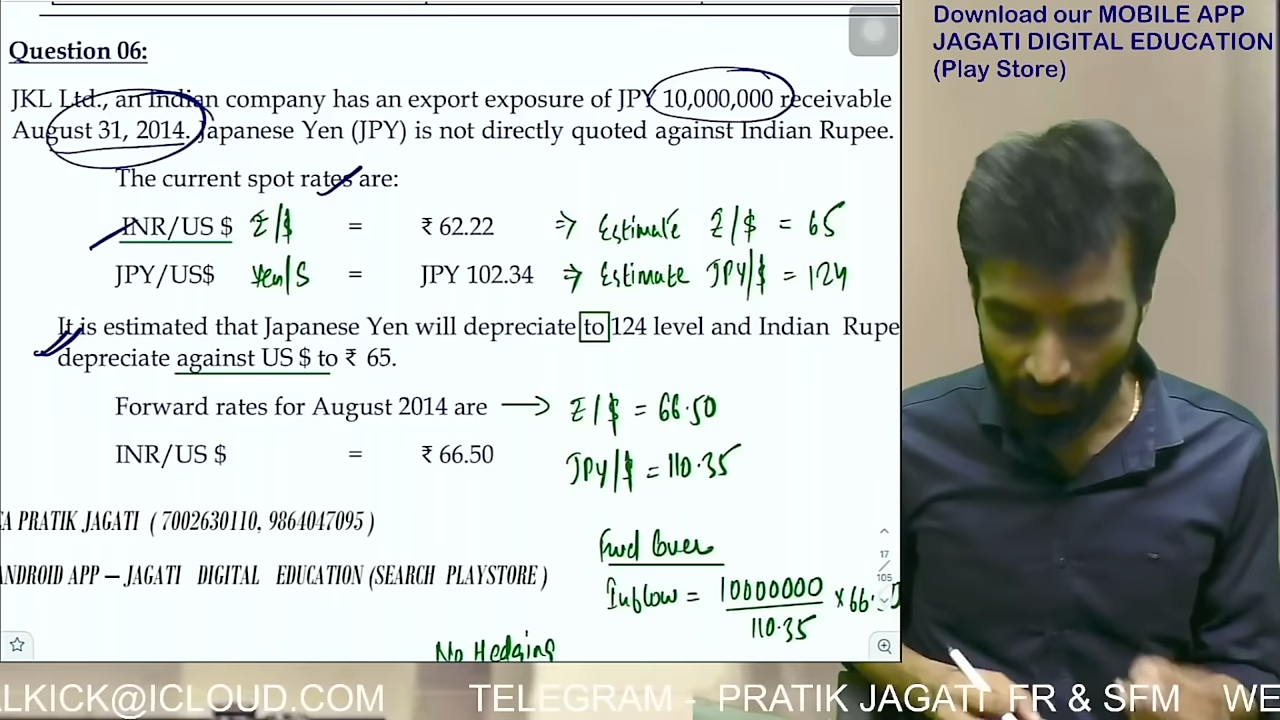 Download our MOBILE APP
JAGATI DIGITAL EDUCATION
(Play Store)
Question 06:
JKL Ltd., an Indian company has an export exposure of JPY 10,000,000 receivable
August 31, 2014. Japanese Yen (JPY) is not directly quoted against Indian Rupee.
The current spot rates are:
INR/US $ ₹/$ = ₹ 62.22 ⇒ Estimate ₹/$ = 65
JPY/US$ Yen/$ = JPY 102.34 ⇒ Estimate JPY/$ = 124
It is estimated that Japanese Yen will depreciate to 124 level and Indian Rupe
depreciate against US $ to ₹ 65.
Forward rates for August 2014 are → ₹/$ = 66.50
INR/US $ = ₹ 66.50
JPY/$ = 110.35
CA PRATIK JAGATI ( 7002630110, 9864047095 )
Fwd Cover
ANDROID APP – JAGATI DIGITAL EDUCATION (SEARCH PLAYSTORE )
Inflow = 10000000 × 66.
110.35
17
105
No Hedging
ALKICK@ICLOUD.COM TELEGRAM - PRATIK JAGATI FR & SFM WE